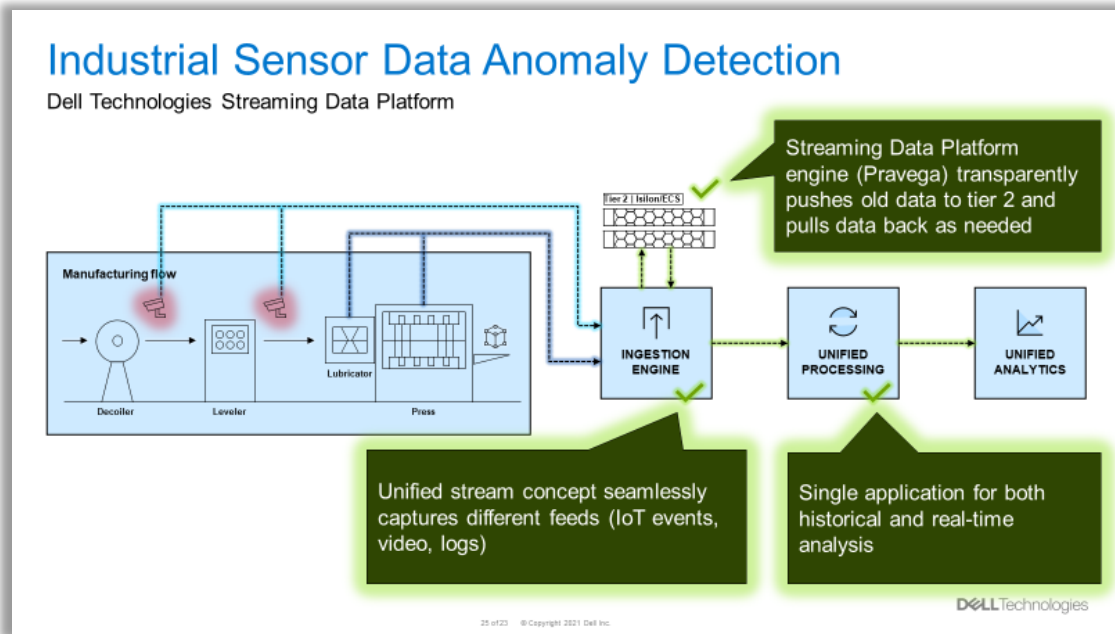 Industrial Sensor Data Anomaly Detection
Dell Technologies Streaming Data Platform
Streaming Data Platform
engine (Pravega) transparently
pushes old data to tier 2 and
pulls data back as needed
Tier 2 | Isilon/ECS
Manufacturing flow
Decoiler
Leveler
Lubricator
Press
INGESTION
ENGINE
UNIFIED
PROCESSING
UNIFIED
ANALYTICS
Unified stream concept seamlessly
captures different feeds (IoT events,
video, logs)
Single application for both
historical and real-time
analysis
DELL Technologies
25 of 23 © Copyright 2021 Dell Inc.